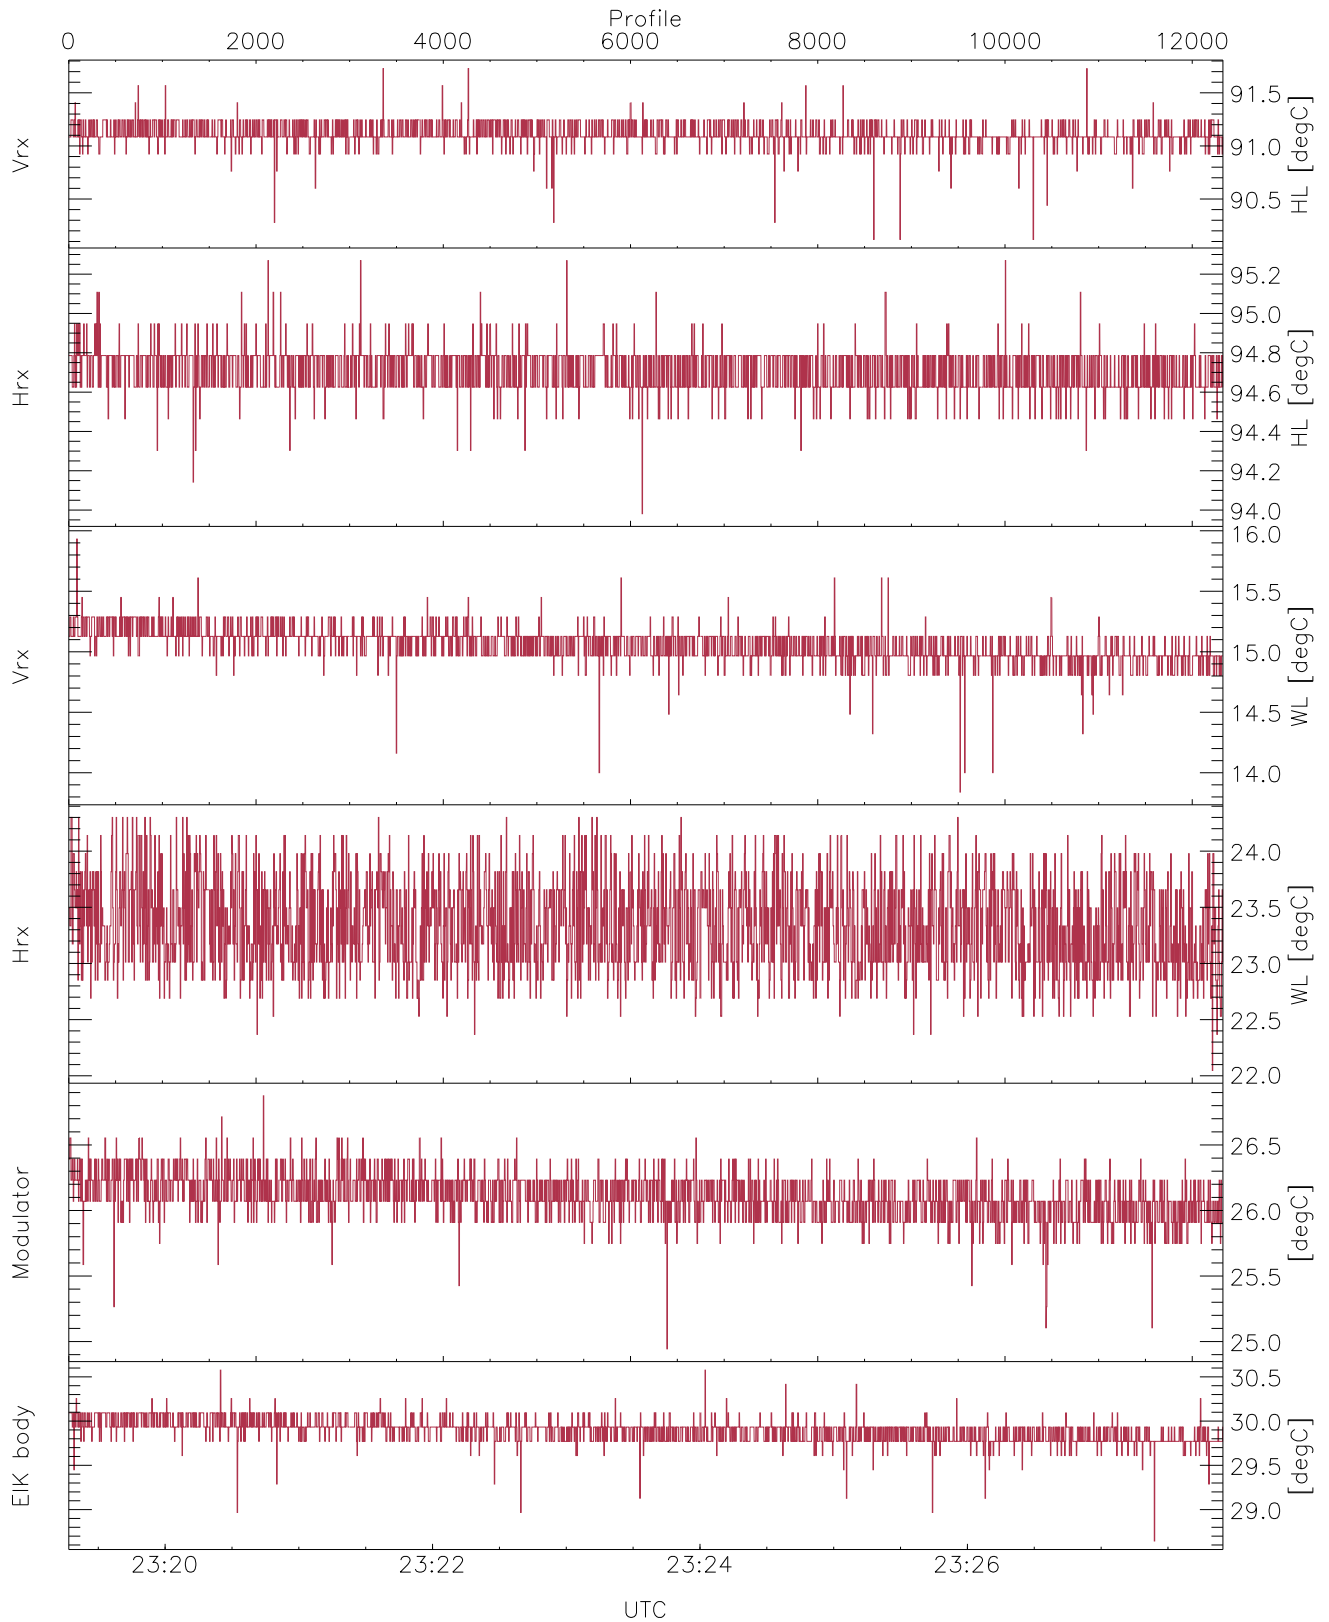 Profile
0 2000 4000 6000 8000 10000 12000
Vrx
91.5
91.0
90.5
HL [degC]
Hrx
95.2
95.0
94.8
94.6
94.4
94.2
94.0
HL [degC]
Vrx
16.0
15.5
15.0
14.5
14.0
WL [degC]
Hrx
24.0
23.5
23.0
22.5
22.0
WL [degC]
Modulator
26.5
26.0
25.5
25.0
[degC]
EIK body
30.5
30.0
29.5
29.0
[degC]
23:20 23:22 23:24 23:26
UTC